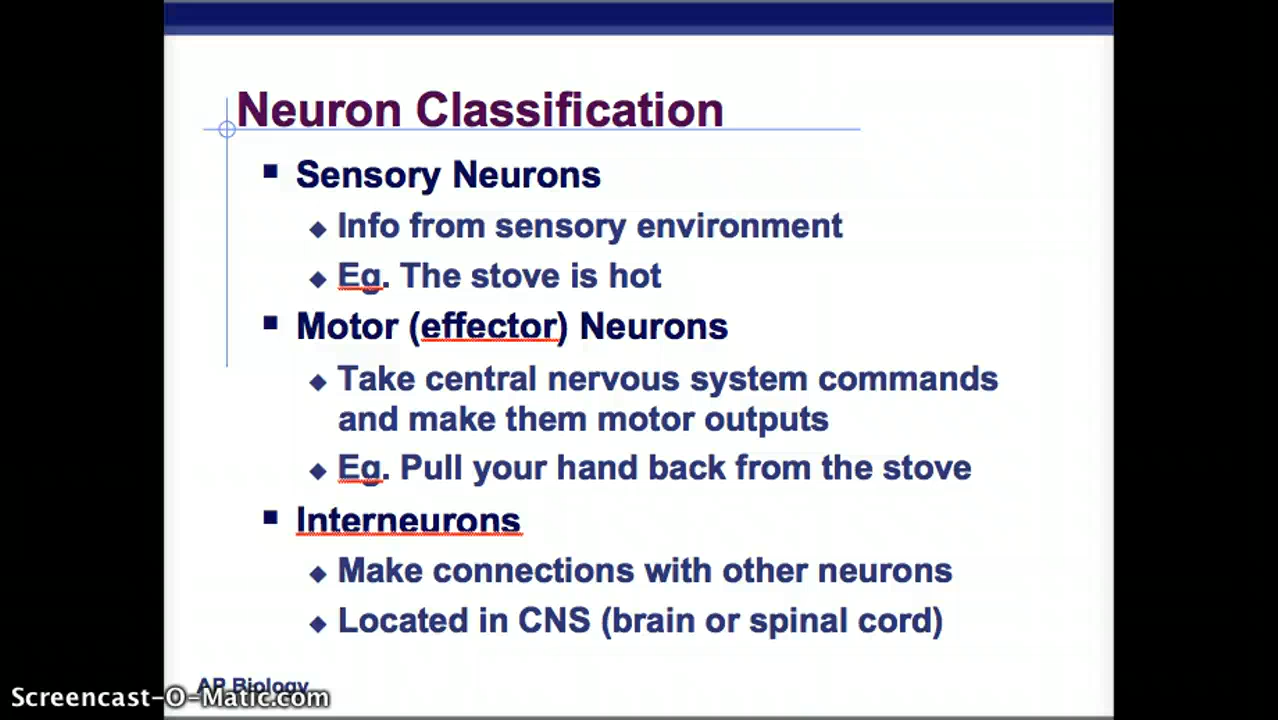 Neuron Classification
Sensory Neurons
Info from sensory environment
Eg. The stove is hot
Motor (effector) Neurons
Take central nervous system commands
and make them motor outputs
Eg. Pull your hand back from the stove
Interneurons
Make connections with other neurons
Located in CNS (brain or spinal cord)
AP Biology
Screencast-O-Matic.com